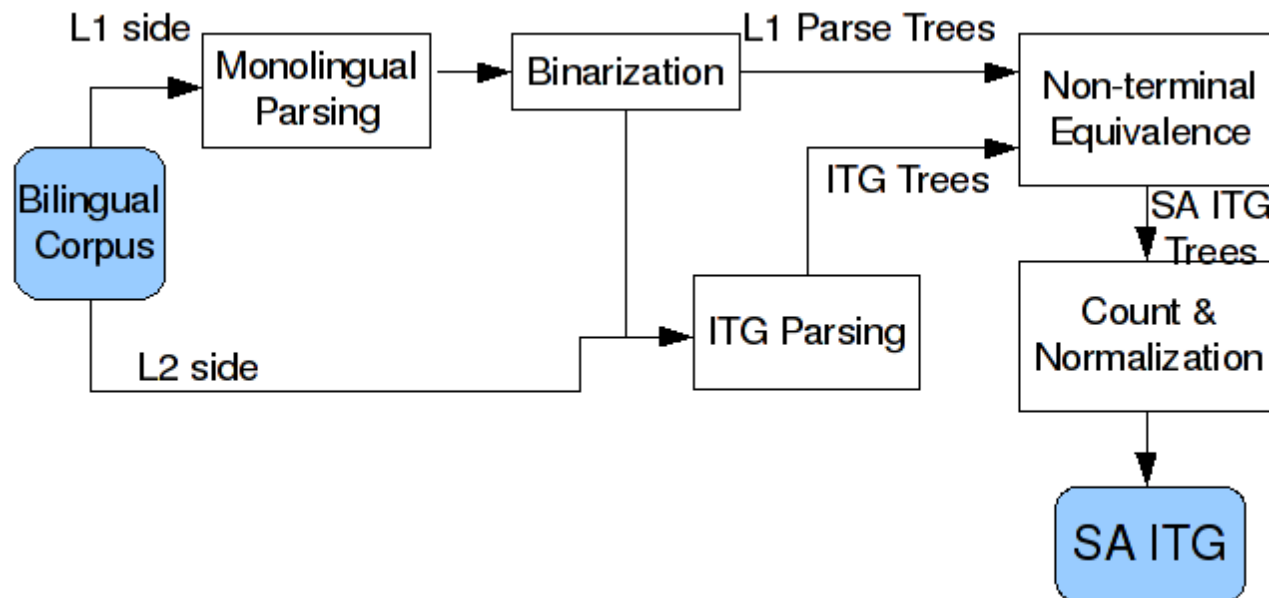 L1 side
Monolingual
Parsing
Binarization
L1 Parse Trees
Non-terminal
Equivalence
Bilingual
Corpus
ITG Trees
SA ITG
Trees
L2 side
ITG Parsing
Count &
Normalization
SA ITG